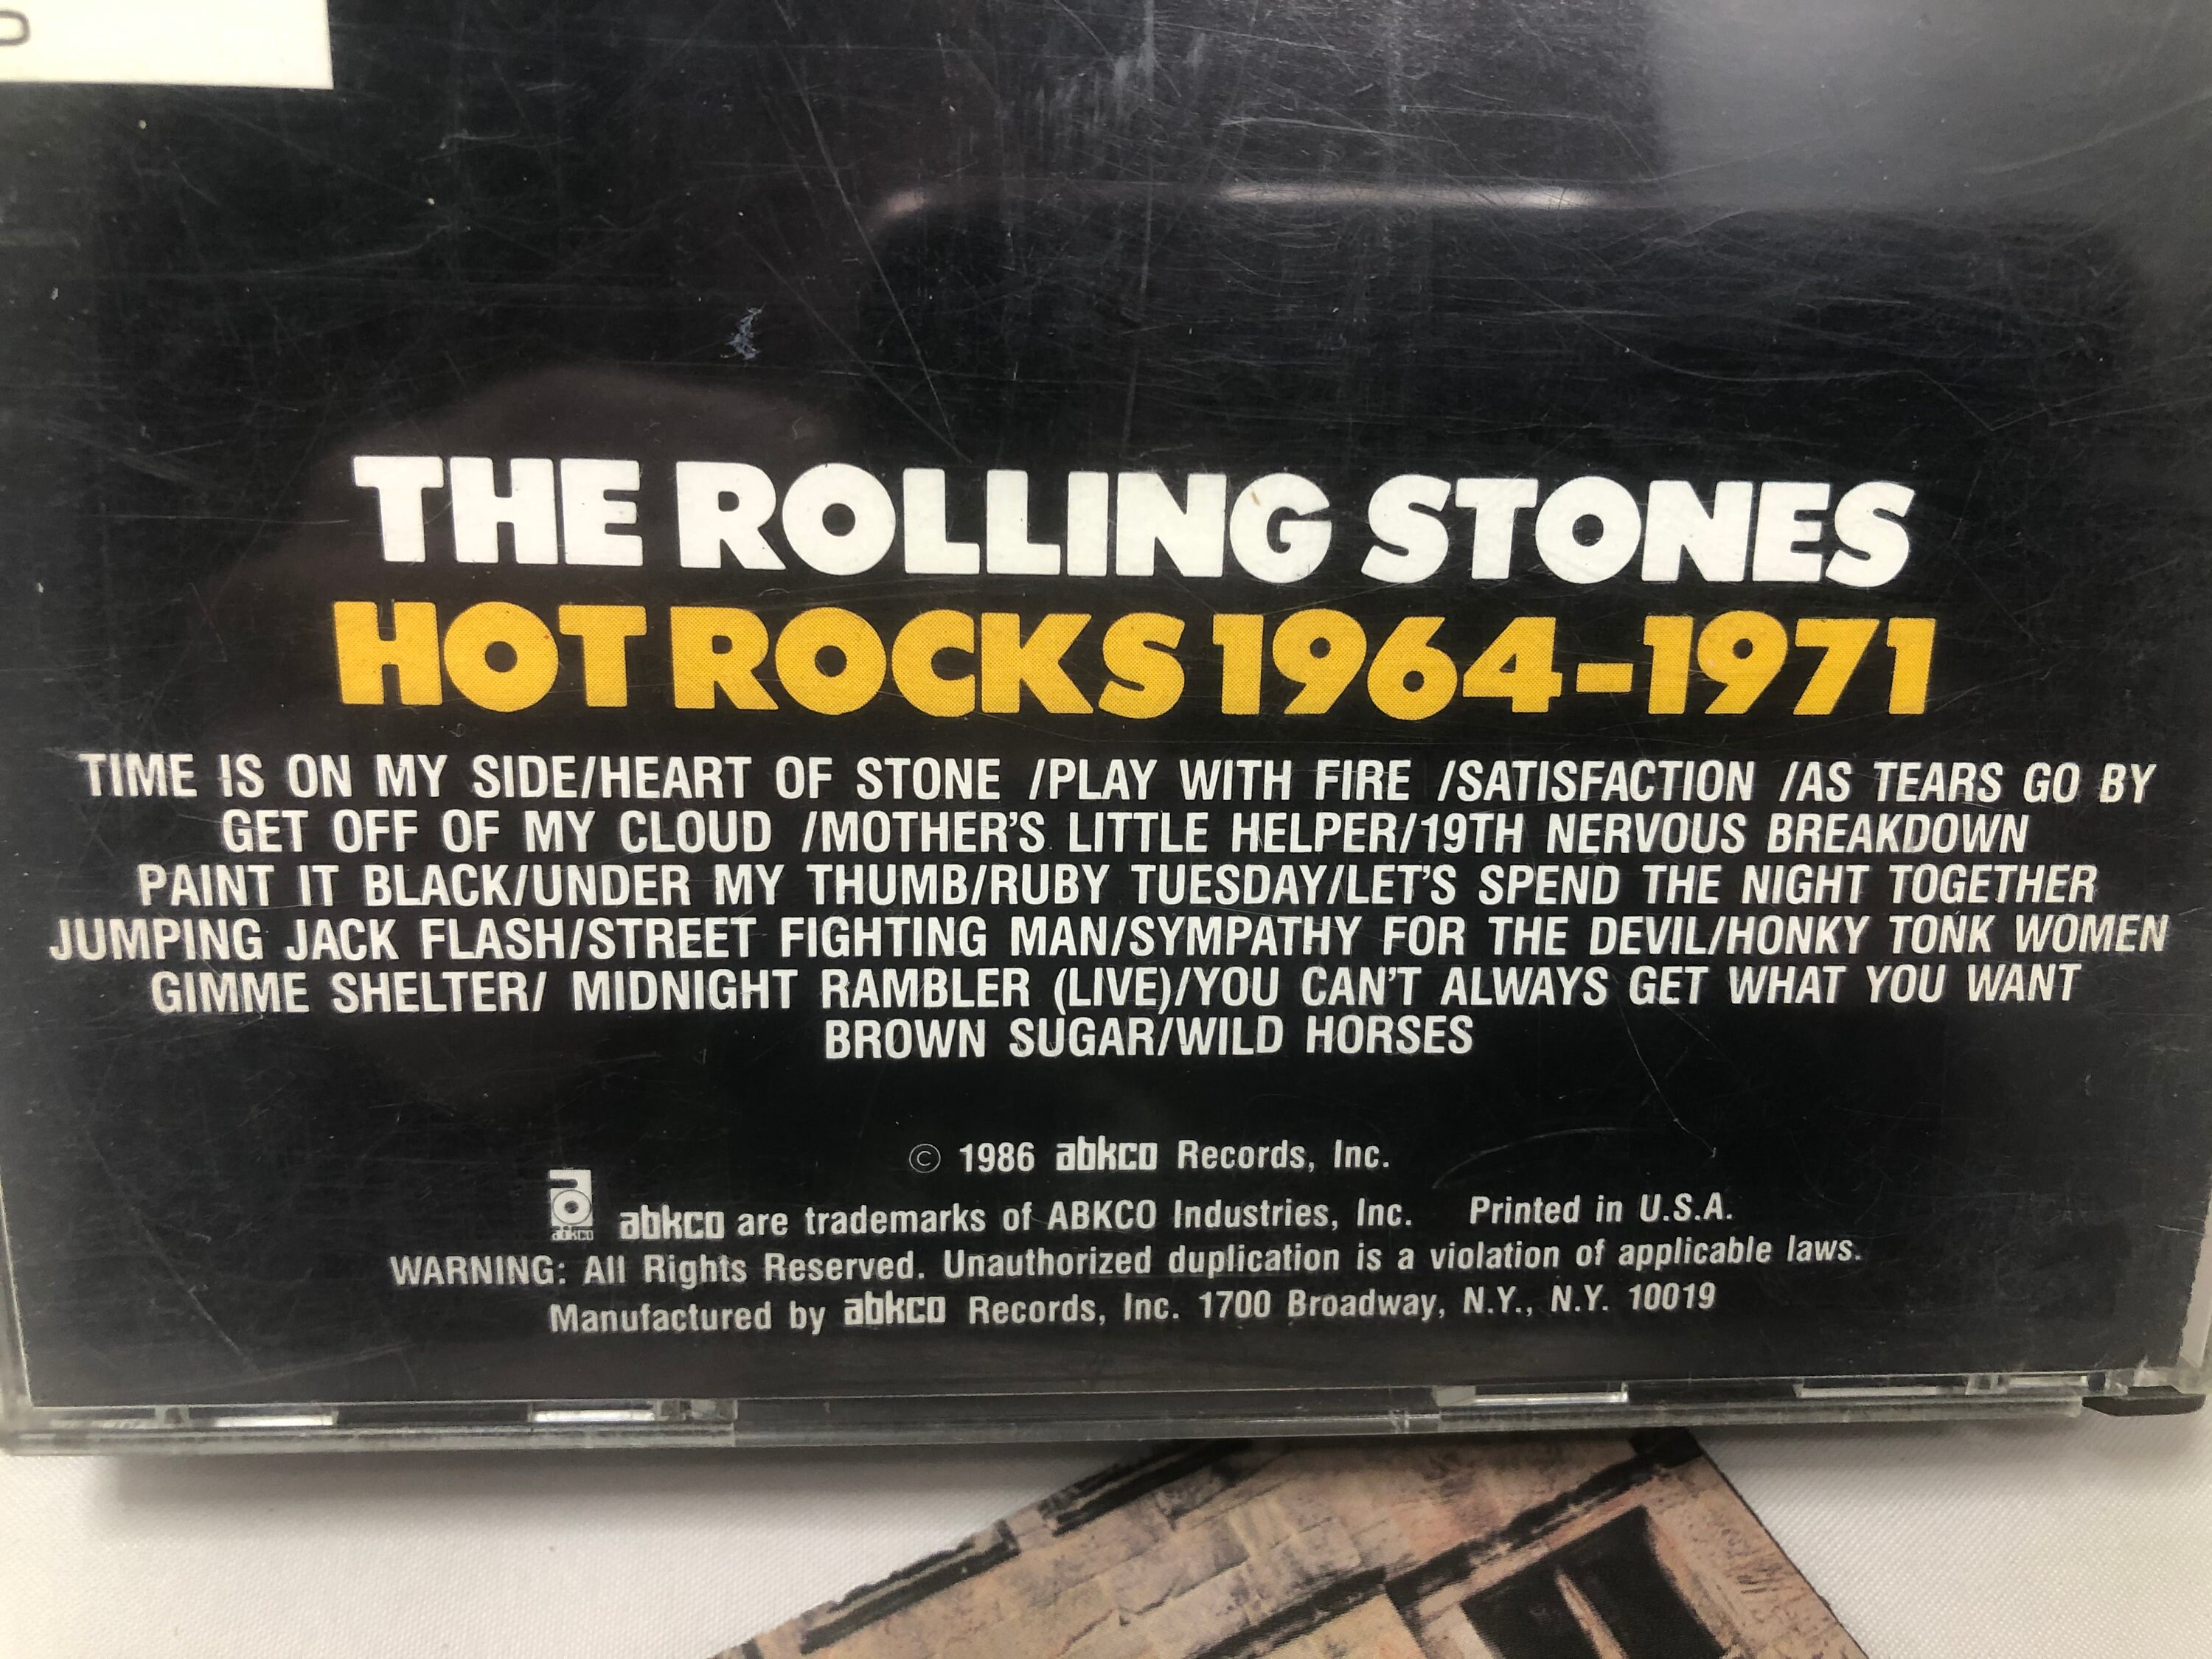 THE ROLLING STONES
HOT ROCKS 1964-1971
TIME IS ON MY SIDE/HEART OF STONE /PLAY WITH FIRE /SATISFACTION /AS TEARS GO BY
GET OFF OF MY CLOUD /MOTHER'S LITTLE HELPER/19TH NERVOUS BREAKDOWN
PAINT IT BLACK/UNDER MY THUMB/RUBY TUESDAY/LET'S SPEND THE NIGHT TOGETHER
JUMPING JACK FLASH/STREET FIGHTING MAN/SYMPATHY FOR THE DEVIL/HONKY TONK WOMEN
GIMME SHELTER/ MIDNIGHT RAMBLER (LIVE)/YOU CAN'T ALWAYS GET WHAT YOU WANT
BROWN SUGAR/WILD HORSES
© 1986 abkco Records, Inc.
a abkco abkco are trademarks of ABKCO Industries, Inc. Printed in U.S.A.
WARNING: All Rights Reserved. Unauthorized duplication is a violation of applicable laws.
Manufactured by abkco Records, Inc. 1700 Broadway, N.Y., N.Y. 10019